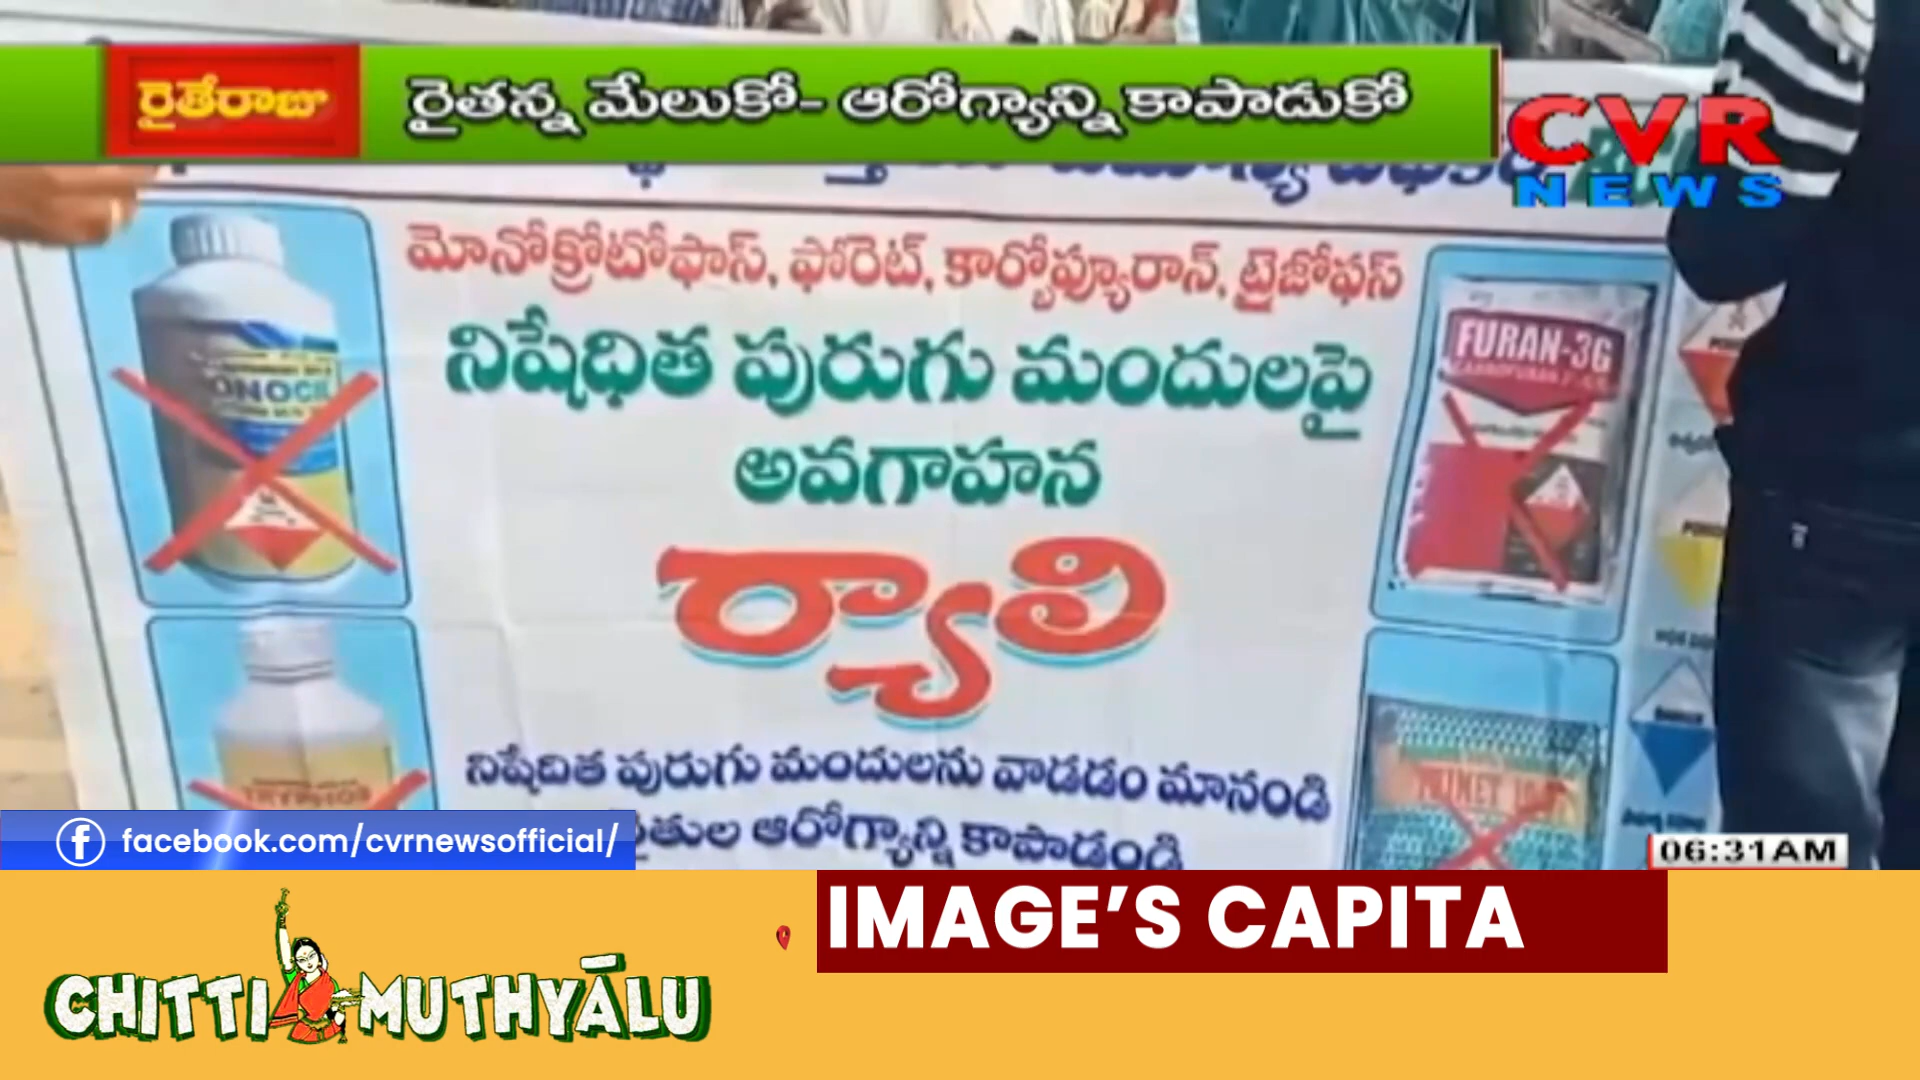 రైతేరాజు
రైతన్న మేలుకో- ఆరోగ్యాన్ని కాపాడుకో
CVR
NEWS
మోనోక్రోటోఫాస్, ఫోరెట్, కార్బోఫ్యూరాన్, ట్రైజోఫస్
నిషేధిత పురుగు మందులపై
అవగాహన
ర్యాలి
నిషేదిత పురుగు మందులను వాడడం మానండి
ఆరోగ్యాన్ని కాపాడండి
FURAN-3G
facebook.com/cvrnewsofficial/
06:31AM
CHITTI MUTHYĀLU
IMAGE'S CAPITA